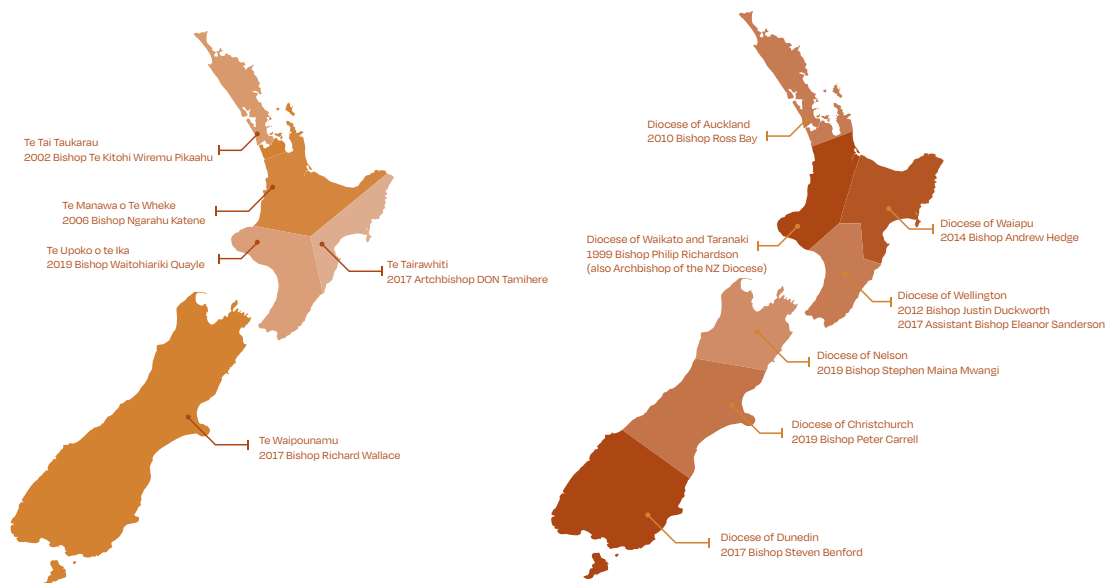 Te Tai Taukarau
2002 Bishop Te Kitohi Wiremu Pikaahu
Te Manawa o Te Wheke
2006 Bishop Ngarahu Katene
Te Upoko o te Ika
2019 Bishop Waitohiariki Quayle
Te Tairawhiti
2017 Artchbishop DON Tamihere
Te Waipounamu
2017 Bishop Richard Wallace
Diocese of Auckland
2010 Bishop Ross Bay
Diocese of Waikato and Taranaki
1999 Bishop Philip Richardson
(also Archbishop of the NZ Diocese)
Diocese of Waiapu
2014 Bishop Andrew Hedge
Diocese of Wellington
2012 Bishop Justin Duckworth
2017 Assistant Bishop Eleanor Sanderson
Diocese of Nelson
2019 Bishop Stephen Maina Mwangi
Diocese of Christchurch
2019 Bishop Peter Carrell
Diocese of Dunedin
2017 Bishop Steven Benford